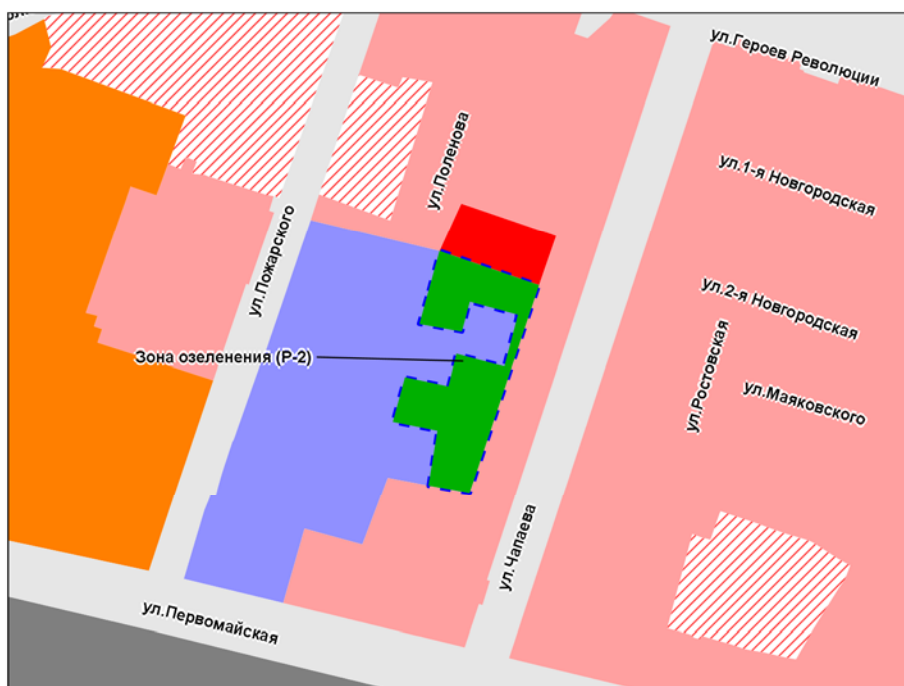 ул.Героев Революции
ул.Поленова
ул.1-я Новгородская
ул.Пожарского
ул.2-я Новгородская
Зона озеленения (Р-2)
ул.Ростовская
ул.Маяковского
ул.Чапаева
ул.Первомайская